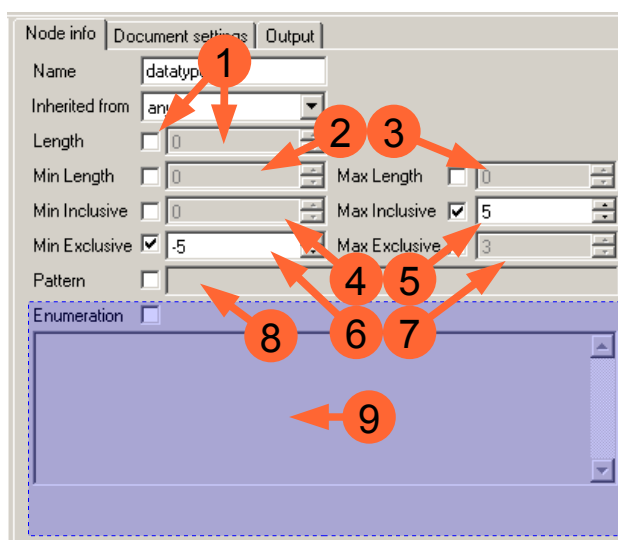 Node info Document settings Output
1
Name datatype
Inherited from any
Length 0
2 3
Min Length 0 Max Length 0
Min Inclusive 0 Max Inclusive 5
Min Exclusive -5 Max Exclusive 3
4 5
Pattern
6 7
8
Enumeration
9